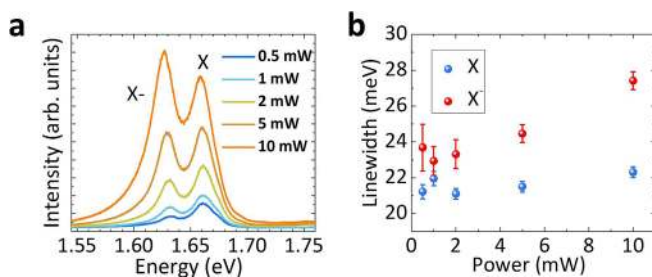 a
b
Intensity (arb. units)
X-
X
0.5 mW
1 mW
2 mW
5 mW
10 mW
1.55
1.60
1.65
1.70
1.75
Energy (eV)
Linewidth (meV)
30
28
26
24
22
20
X
X-
0
2
4
6
8
10
Power (mW)